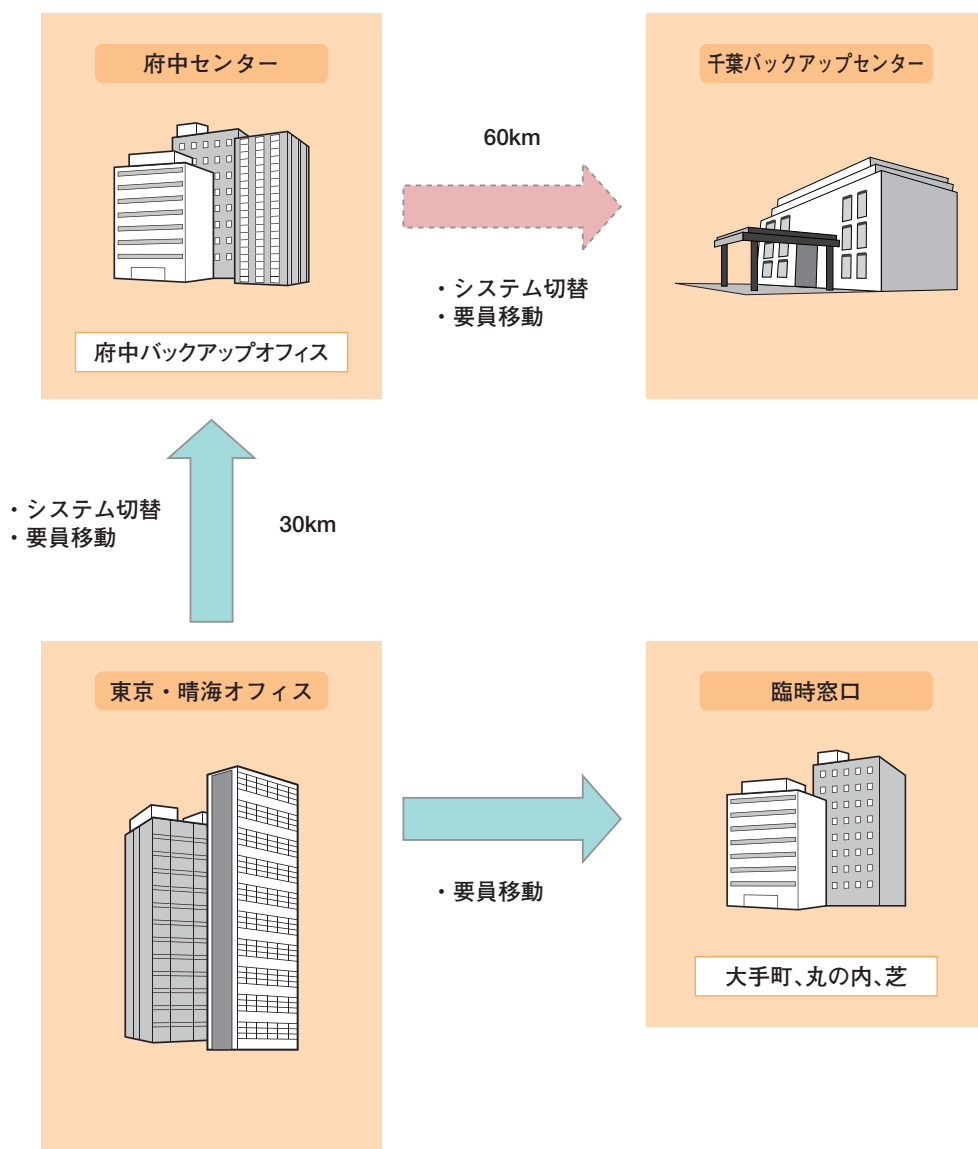 府中センター
府中バックアップオフィス
60km
・システム切替
・要員移動
千葉バックアップセンター
・システム切替
・要員移動
30km
東京・晴海オフィス
・要員移動
臨時窓口
大手町、丸の内、芝